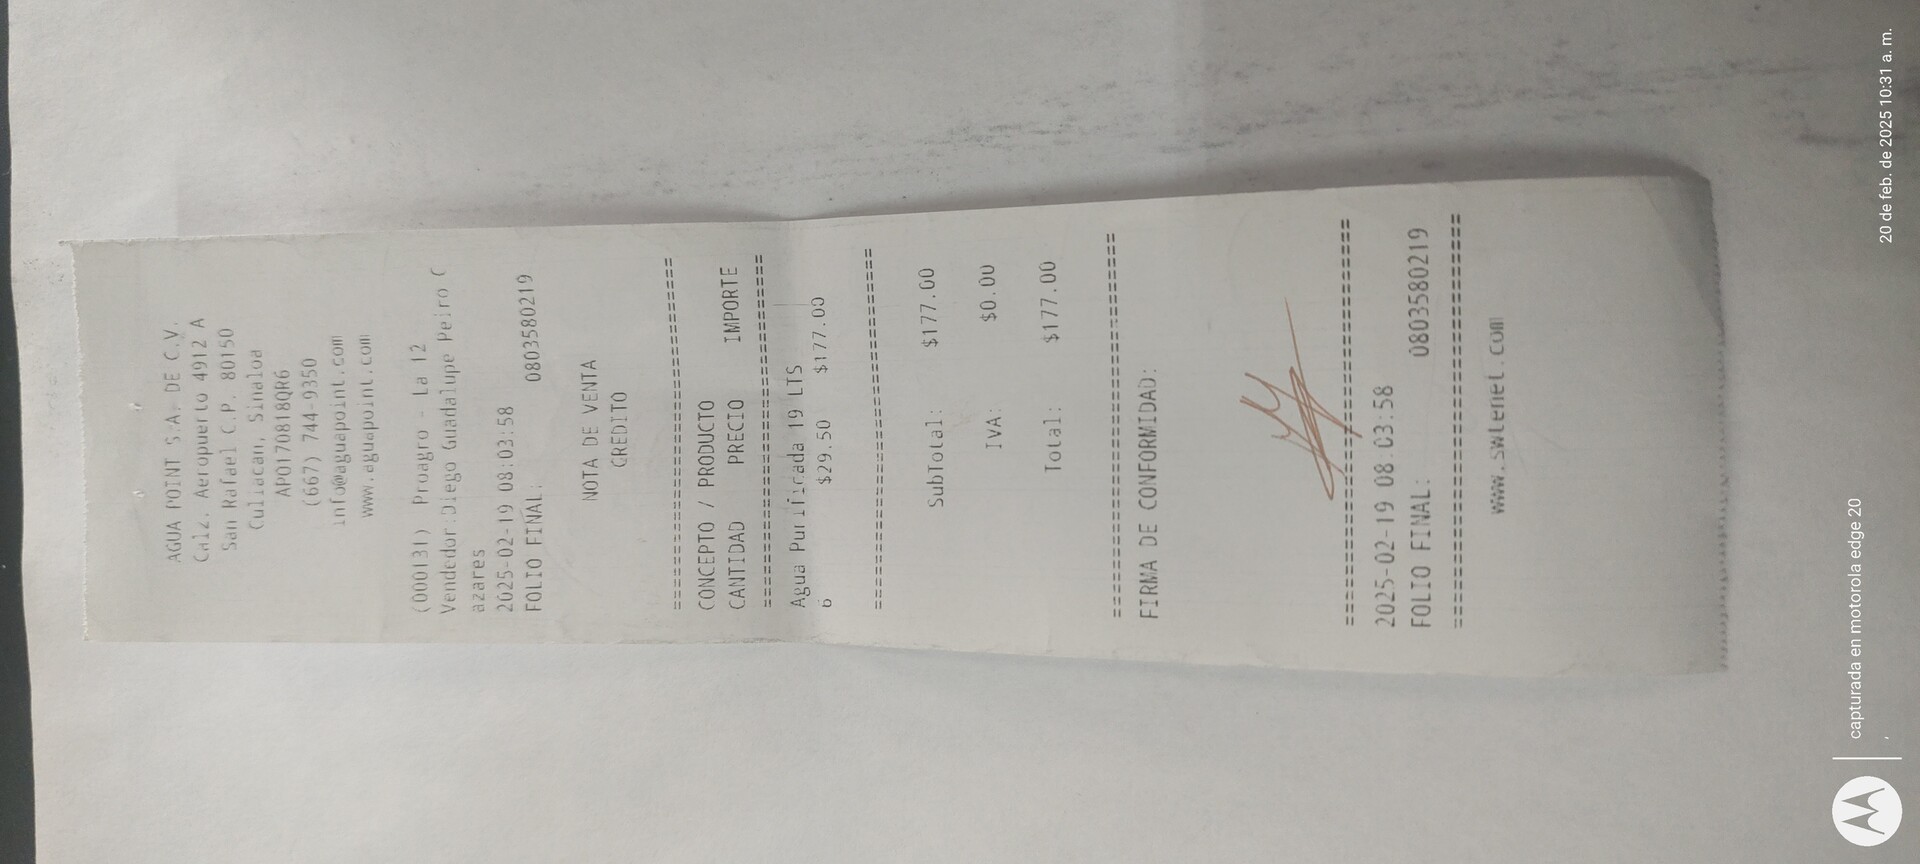 AGUA POINT S.A. DE C.V.
Calz. Aeropuerto 4912 A
San Rafael C.P. 80150
Culiacan, Sinaloa
APO170818QR6
(667) 744-9350
info@aguapoint.com
www.aguapoint.com
(000131) Proagro - La 12
Vendedor:Diego Guadalupe Peiro C
azares
2025-02-19 08:03:58
FOLIO FINAL: 0803580219
NOTA DE VENTA
CREDITO
================================
CONCEPTO / PRODUCTO
CANTIDAD PRECIO IMPORTE
================================
Agua Purificada 19 LTS
6 $29.50 $177.00
================================
SubTotal: $177.00
IVA: $0.00
Total: $177.00
================================
FIRMA DE CONFORMIDAD:
================================
2025-02-19 08:03:58
FOLIO FINAL: 0803580219
================================
www.swtenet.com
capturada en motorola edge 20
20 de feb. de 2025 10:31 a. m.